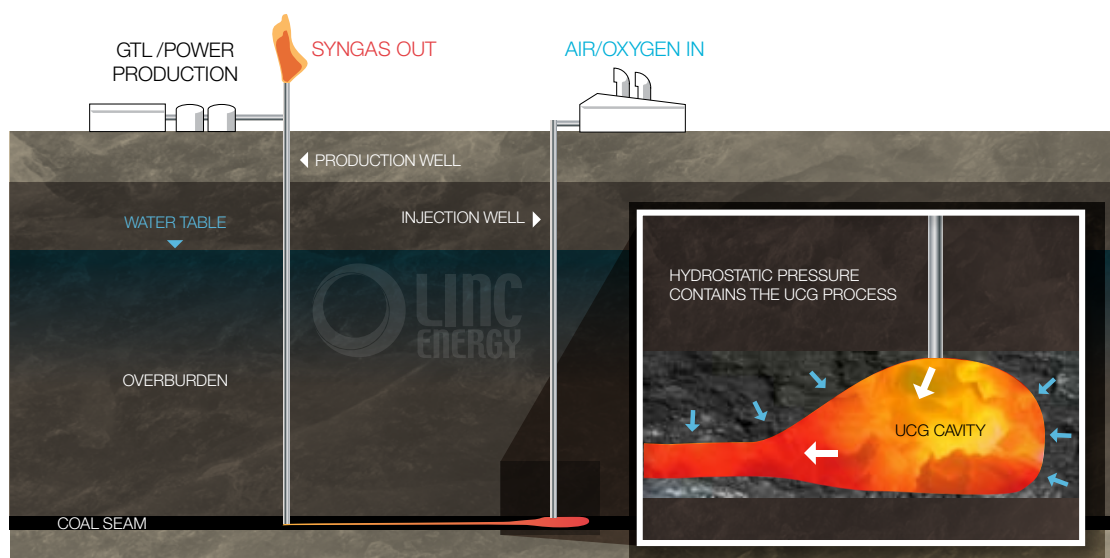 GTL /POWER
PRODUCTION
SYNGAS OUT
AIR/OXYGEN IN
PRODUCTION WELL
WATER TABLE
INJECTION WELL
HYDROSTATIC PRESSURE
CONTAINS THE UCG PROCESS
LINC
ENERGY
OVERBURDEN
UCG CAVITY
COAL SEAM